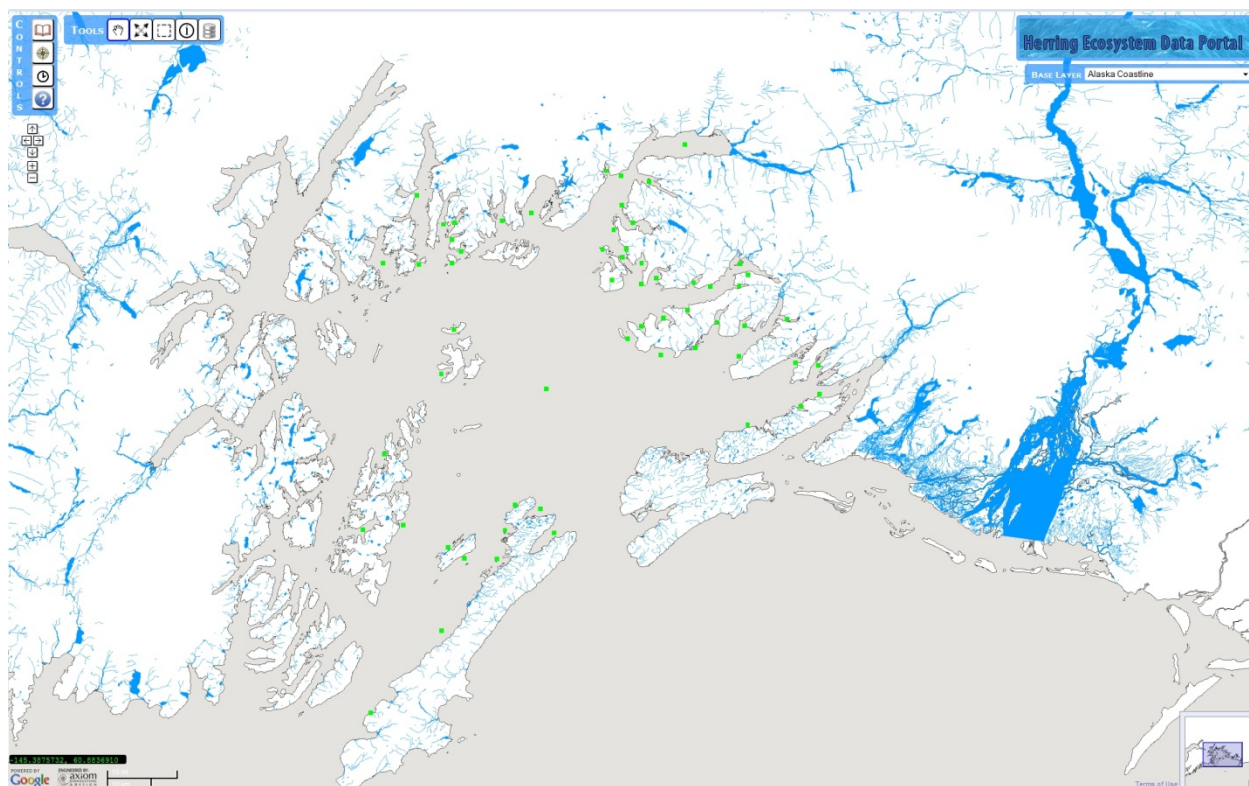 CONTROLS
TOOLS
Herring Ecosystem Data Portal
BASE LAYER Alaska Coastline
-145.3875732, 60.8836910
POWERED BY
Google
ENGINEERED BY:
axiom
Terms of Use